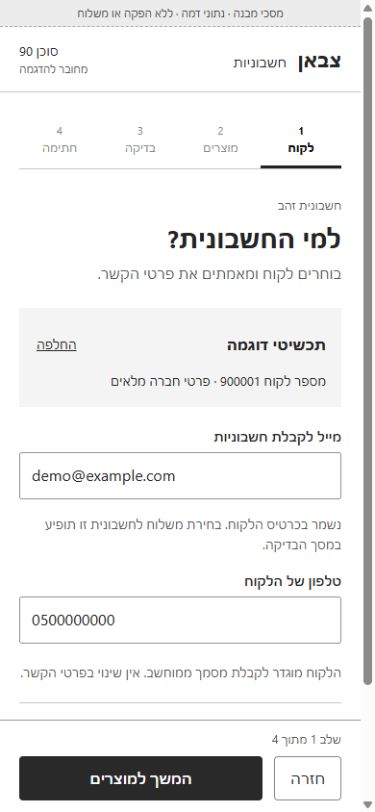 מסכי מבנה · נתוני דמה · ללא הפקה או משלוח
צבאן חשבוניות
סוכן 90
מחובר להדגמה
1 לקוח
2 מוצרים
3 בדיקה
4 חתימה
חשבונית זהב
למי החשבונית?
בוחרים לקוח ומאמתים את פרטי הקשר.
תכשיטי דוגמה
החלפה
מספר לקוח 900001 · פרטי חברה מלאים
מייל לקבלת חשבוניות
demo@example.com
נשמר בכרטיס הלקוח. בחירת משלוח לחשבונית זו תופיע
במסך הבדיקה.
טלפון של הלקוח
0500000000
הלקוח מוגדר לקבלת מסמך ממוחשב. אין שינוי בפרטי הקשר.
שלב 1 מתוך 4
חזרה
המשך למוצרים